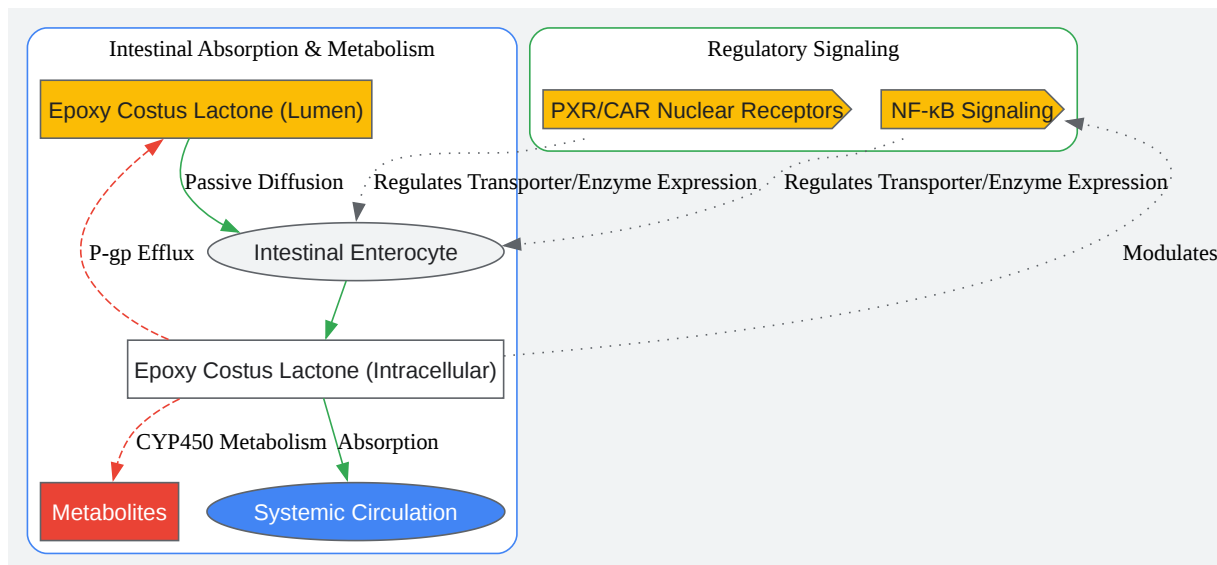 Intestinal Absorption & Metabolism
Regulatory Signaling
Epoxy Costus Lactone (Lumen)
PXR/CAR Nuclear Receptors
NF-κB Signaling
Passive Diffusion
Regulates Transporter/Enzyme Expression
Regulates Transporter/Enzyme Expression
P-gp Efflux
Intestinal Enterocyte
Modulates
Epoxy Costus Lactone (Intracellular)
CYP450 Metabolism
Absorption
Metabolites
Systemic Circulation